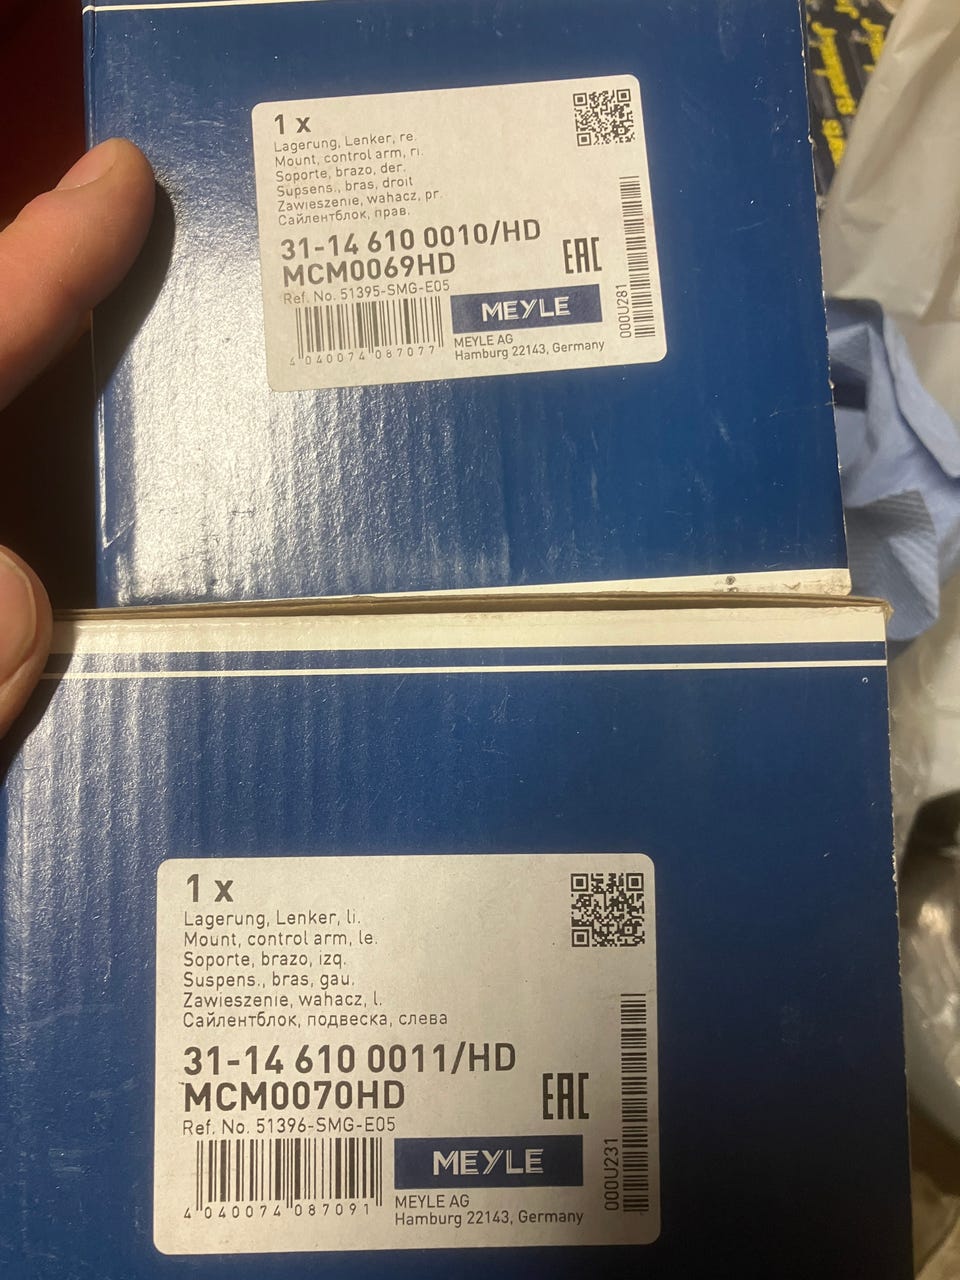 1 x
Lagerung, Lenker, re.
Mount, control arm, ri.
Soporte, brazo, der.
Supsens., bras, droit
Zawieszenie, wahacz, pr.
Сайлентблок, прав.
31-14 610 0010/HD
MCM0069HD
EAC
Ref. No. 51395-SMG-E05
MEYLE
MEYLE AG
Hamburg 22143, Germany
4 040074 087077
000U281
1 x
Lagerung, Lenker, li.
Mount, control arm, le.
Soporte, brazo, izq.
Suspens., bras, gau.
Zawieszenie, wahacz, l.
Сайлентблок, подвеска, слева
31-14 610 0011/HD
MCM0070HD
EAC
Ref. No. 51396-SMG-E05
MEYLE
MEYLE AG
Hamburg 22143, Germany
4 040074 087091
000U231